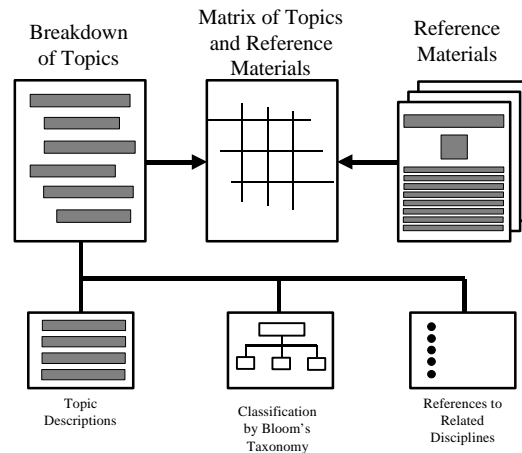 Breakdown
of Topics
Matrix of Topics
and Reference
Materials
Reference
Materials
Topic
Descriptions
Classification
by Bloom's
Taxonomy
References to
Related
Disciplines